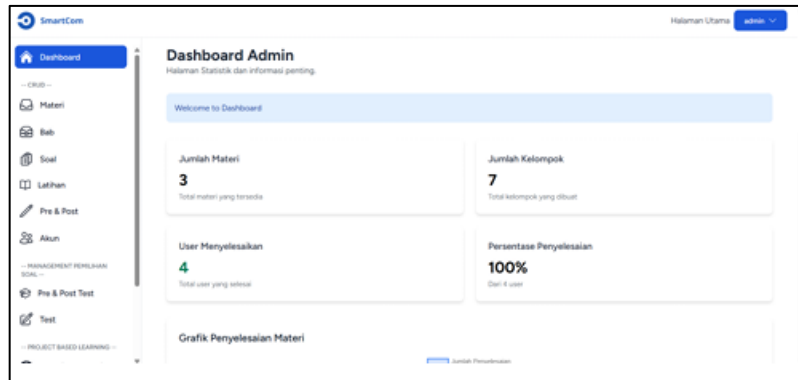 SmartCom
Halaman Utama
admin
Dashboard
-- CRUD --
Materi
Bab
Soal
Latihan
Pre & Post
Akun
-- MANAGEMENT PEMILIHAN
SOAL --
Pre & Post Test
Test
-- PROJECT BASED LEARNING --
Dashboard Admin
Halaman Statistik dan informasi penting.
Welcome to Dashboard
Jumlah Materi
3
Total materi yang tersedia
Jumlah Kelompok
7
Total kelompok yang dibuat
User Menyelesaikan
4
Total user yang selesai
Persentase Penyelesaian
100%
Dari 4 user
Grafik Penyelesaian Materi
Jumlah Penyelesaian